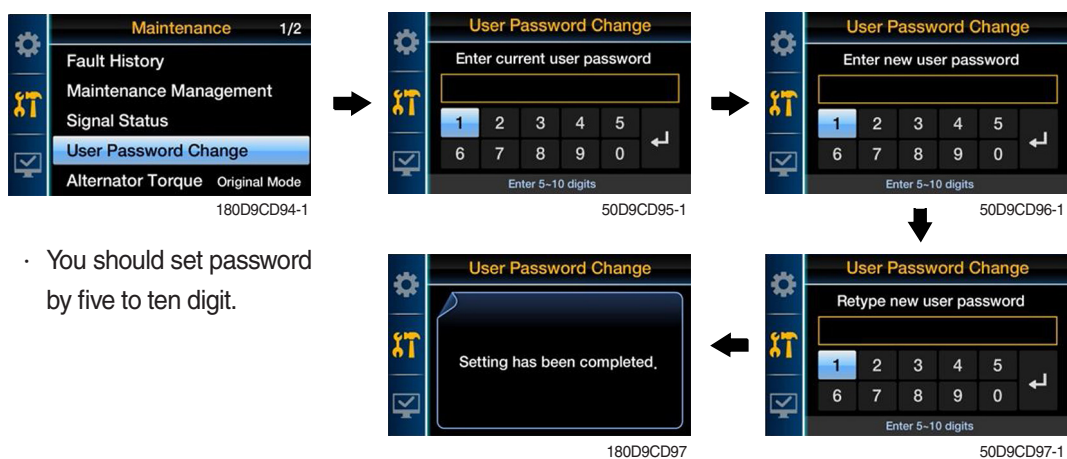 Maintenance 1/2
Fault History
Maintenance Management
Signal Status
User Password Change
Alternator Torque Original Mode
180D9CD94-1
User Password Change
Enter current user password
1 2 3 4 5
6 7 8 9 0
Enter 5~10 digits
50D9CD95-1
User Password Change
Enter new user password
1 2 3 4 5
6 7 8 9 0
Enter 5~10 digits
50D9CD96-1
User Password Change
Retype new user password
1 2 3 4 5
6 7 8 9 0
Enter 5~10 digits
50D9CD97-1
User Password Change
Setting has been completed.
180D9CD97
· You should set password
by five to ten digit.